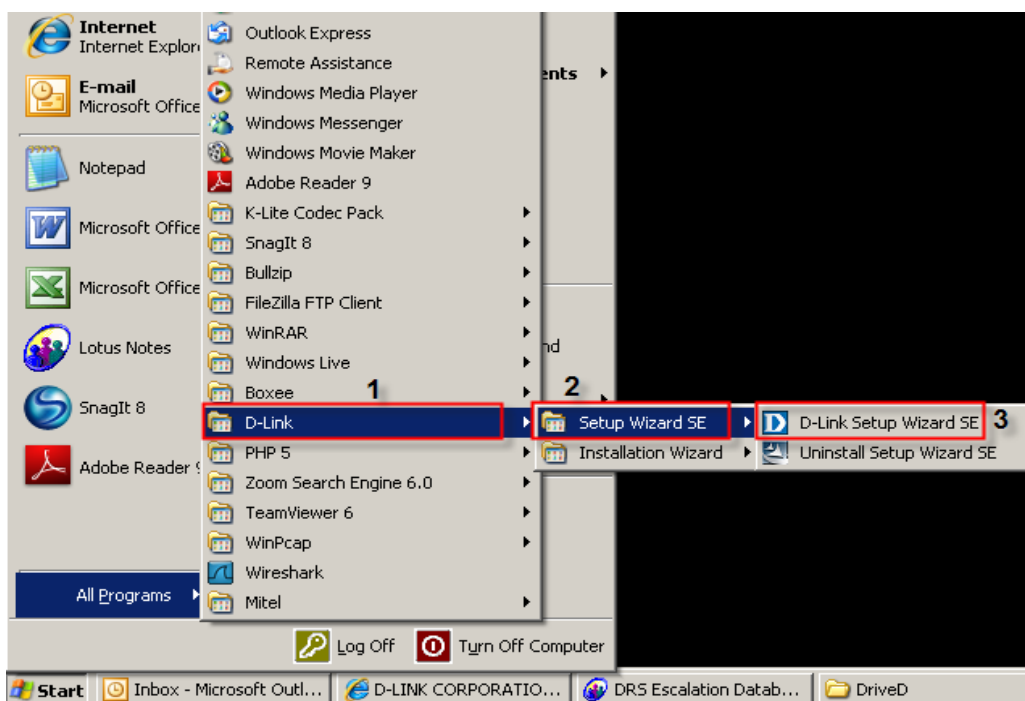 Internet
Internet Explor
E-mail
Microsoft Office
Notepad
Microsoft Office
Microsoft Office
Lotus Notes
SnagIt 8
Adobe Reader 9
All Programs
Outlook Express
Remote Assistance
Windows Media Player
Windows Messenger
Windows Movie Maker
Adobe Reader 9
K-Lite Codec Pack
SnagIt 8
Bullzip
FileZilla FTP Client
WinRAR
Windows Live
Boxee
1
D-Link
PHP 5
Zoom Search Engine 6.0
TeamViewer 6
WinPcap
Wireshark
Mitel
ents
nd
2
Setup Wizard SE
Installation Wizard
D-Link Setup Wizard SE
3
Uninstall Setup Wizard SE
Log Off
Turn Off Computer
Start
Inbox - Microsoft Outl...
D-LINK CORPORATIO...
DRS Escalation Datab...
DriveD